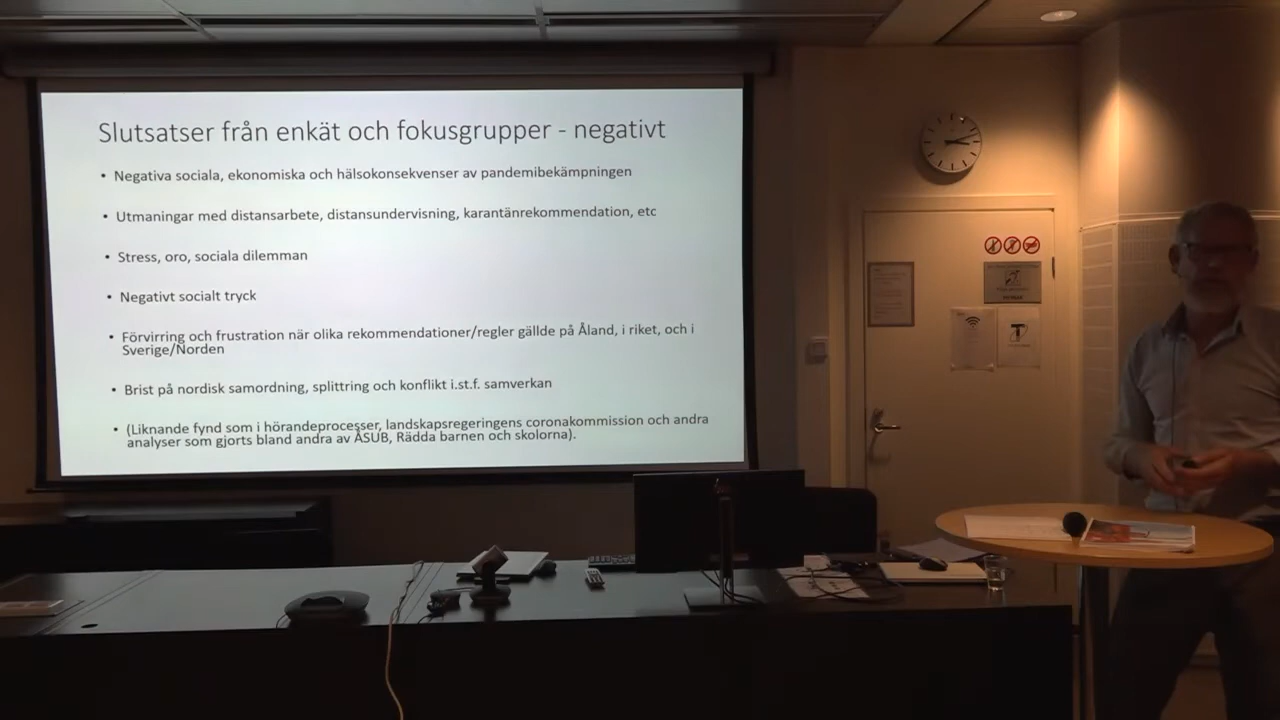 Slutsatser från enkät och fokusgrupper - negativt
• Negativa sociala, ekonomiska och hälsokonsekvenser av pandemibekämpningen
• Utmaningar med distansarbete, distansundervisning, karantänrekommendation, etc
• Stress, oro, sociala dilemman
• Negativt socialt tryck
• Förvirring och frustration när olika rekommendationer/regler gällde på Åland, i riket, och i
Sverige/Norden
• Brist på nordisk samordning, splittring och konflikt i.st.f. samverkan
• (Liknande fynd som i hörandeprocesser, landskapsregeringens coronakommission och andra
analyser som gjorts bland andra av ÅSUB, Rädda barnen och skolorna).